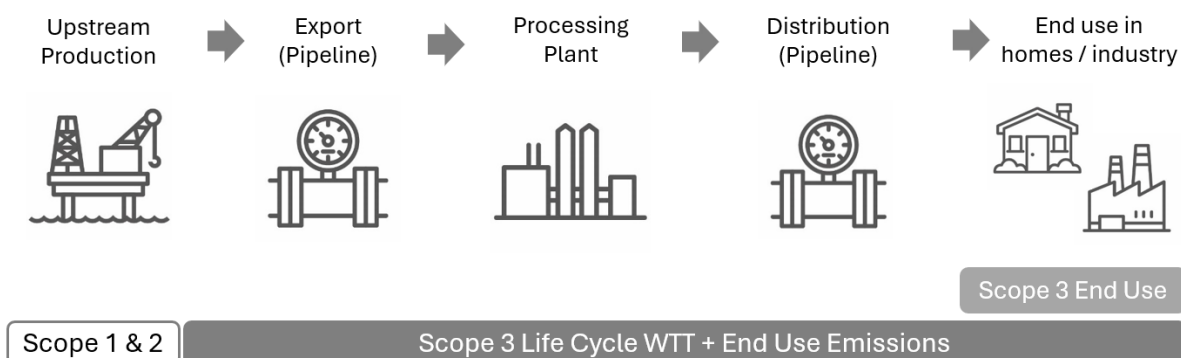 Upstream
Production
Export
(Pipeline)
Processing
Plant
Distribution
(Pipeline)
End use in
homes / industry
Scope 3 End Use
Scope 1 & 2
Scope 3 Life Cycle WTT + End Use Emissions